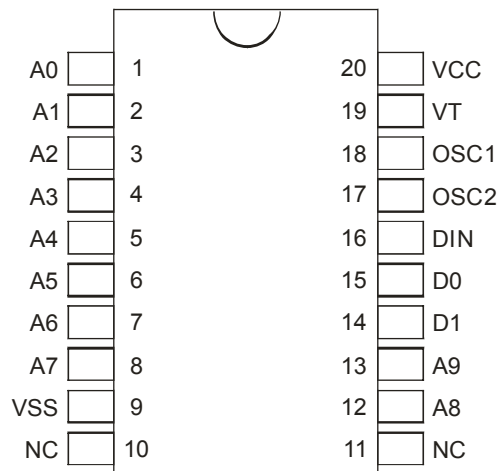 A0 1 20 VCC
A1 2 19 VT
A2 3 18 OSC1
A3 4 17 OSC2
A4 5 16 DIN
A5 6 15 D0
A6 7 14 D1
A7 8 13 A9
VSS 9 12 A8
NC 10 11 NC